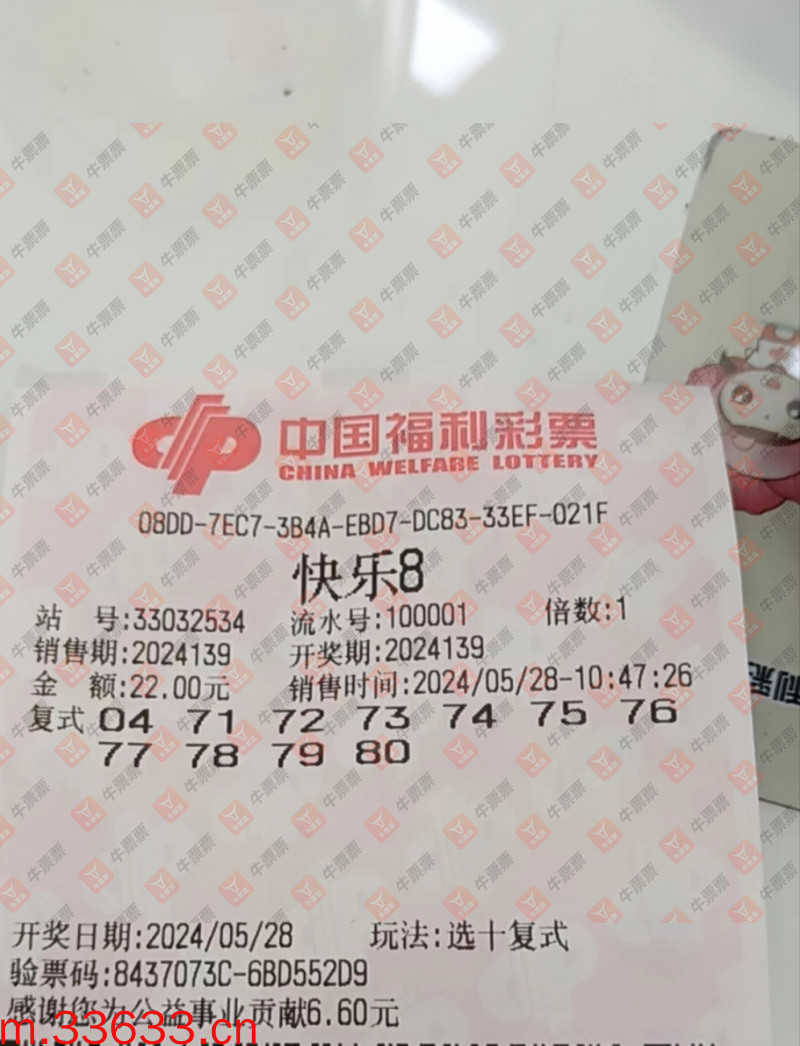 中国福利彩票
CHINA WELFARE LOTTERY
08DD-7EC7-3B4A-EBD7-DC83-33EF-021F
快乐8
站 号:33032534 流水号:100001 倍数:1
销售期:2024139 开奖期:2024139
金 额:22.00元 销售时间:2024/05/28-10:47:26
复式 04 71 72 73 74 75 76
77 78 79 80
开奖日期:2024/05/28 玩法:选十复式
验票码:8437073C-6BD552D9
感谢您为公益事业贡献6.60元
m.33633.cn
牛票票
利彩